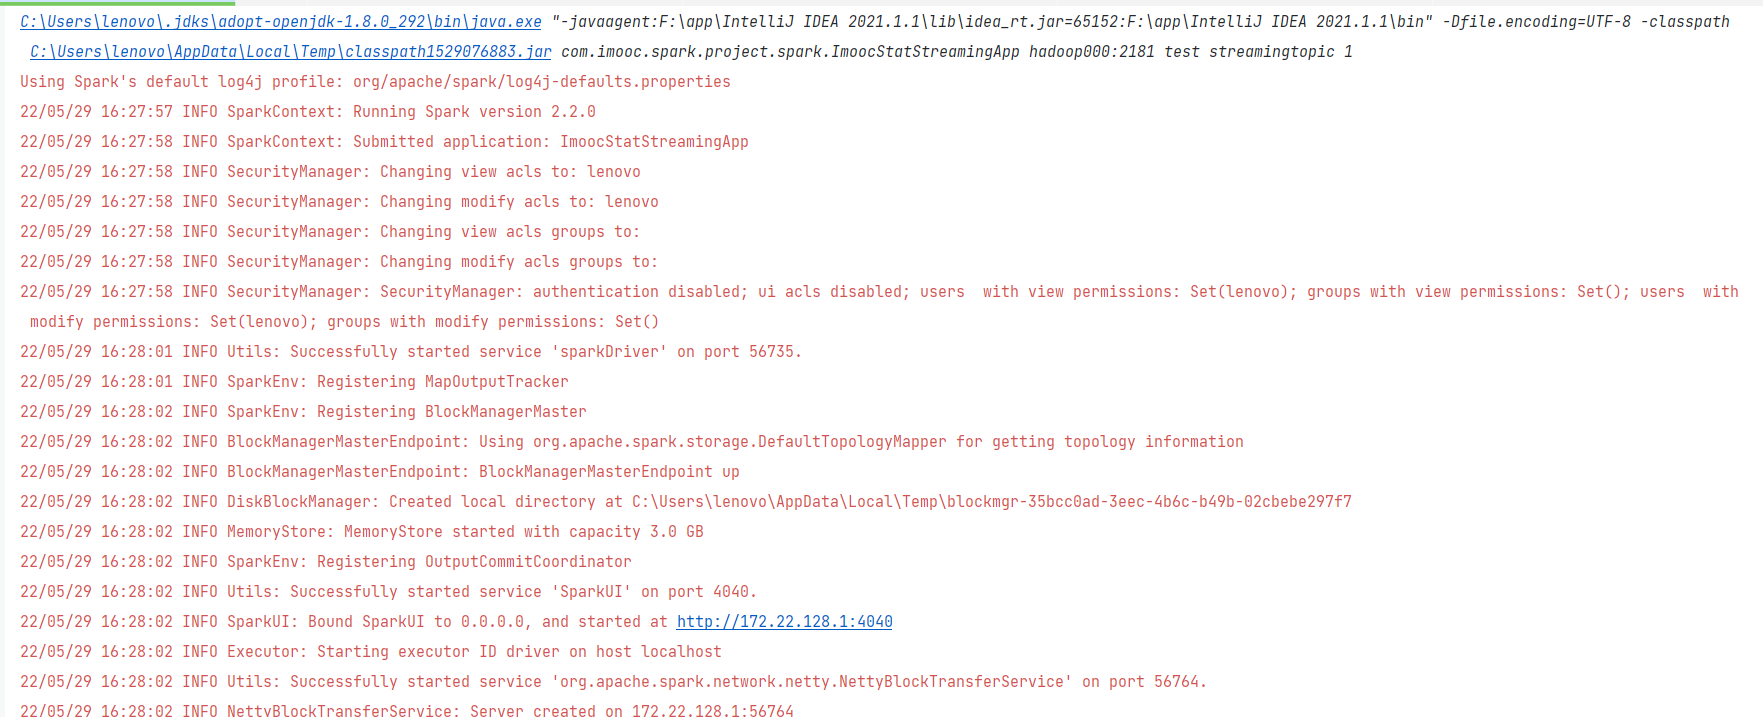 C:\Users\lenovo\.jdks\adopt-openjdk-1.8.0_292\bin\java.exe "-javaagent:F:\app\IntelliJ IDEA 2021.1.1\lib\idea_rt.jar=65152:F:\app\IntelliJ IDEA 2021.1.1\bin" -Dfile.encoding=UTF-8 -classpath
C:\Users\lenovo\AppData\Local\Temp\classpath1529076883.jar com.imooc.spark.project.spark.ImoocStatStreamingApp hadoop000:2181 test streamingtopic 1
Using Spark's default log4j profile: org/apache/spark/log4j-defaults.properties
22/05/29 16:27:57 INFO SparkContext: Running Spark version 2.2.0
22/05/29 16:27:58 INFO SparkContext: Submitted application: ImoocStatStreamingApp
22/05/29 16:27:58 INFO SecurityManager: Changing view acls to: lenovo
22/05/29 16:27:58 INFO SecurityManager: Changing modify acls to: lenovo
22/05/29 16:27:58 INFO SecurityManager: Changing view acls groups to:
22/05/29 16:27:58 INFO SecurityManager: Changing modify acls groups to:
22/05/29 16:27:58 INFO SecurityManager: SecurityManager: authentication disabled; ui acls disabled; users  with view permissions: Set(lenovo); groups with view permissions: Set(); users  with
modify permissions: Set(lenovo); groups with modify permissions: Set()
22/05/29 16:28:01 INFO Utils: Successfully started service 'sparkDriver' on port 56735.
22/05/29 16:28:01 INFO SparkEnv: Registering MapOutputTracker
22/05/29 16:28:02 INFO SparkEnv: Registering BlockManagerMaster
22/05/29 16:28:02 INFO BlockManagerMasterEndpoint: Using org.apache.spark.storage.DefaultTopologyMapper for getting topology information
22/05/29 16:28:02 INFO BlockManagerMasterEndpoint: BlockManagerMasterEndpoint up
22/05/29 16:28:02 INFO DiskBlockManager: Created local directory at C:\Users\lenovo\AppData\Local\Temp\blockmgr-35bcc0ad-3eec-4b6c-b49b-02cbebe297f7
22/05/29 16:28:02 INFO MemoryStore: MemoryStore started with capacity 3.0 GB
22/05/29 16:28:02 INFO SparkEnv: Registering OutputCommitCoordinator
22/05/29 16:28:02 INFO Utils: Successfully started service 'SparkUI' on port 4040.
22/05/29 16:28:02 INFO SparkUI: Bound SparkUI to 0.0.0.0, and started at http://172.22.128.1:4040
22/05/29 16:28:02 INFO Executor: Starting executor ID driver on host localhost
22/05/29 16:28:02 INFO Utils: Successfully started service 'org.apache.spark.network.netty.NettyBlockTransferService' on port 56764.
22/05/29 16:28:02 INFO NettyBlockTransferService: Server created on 172.22.128.1:56764